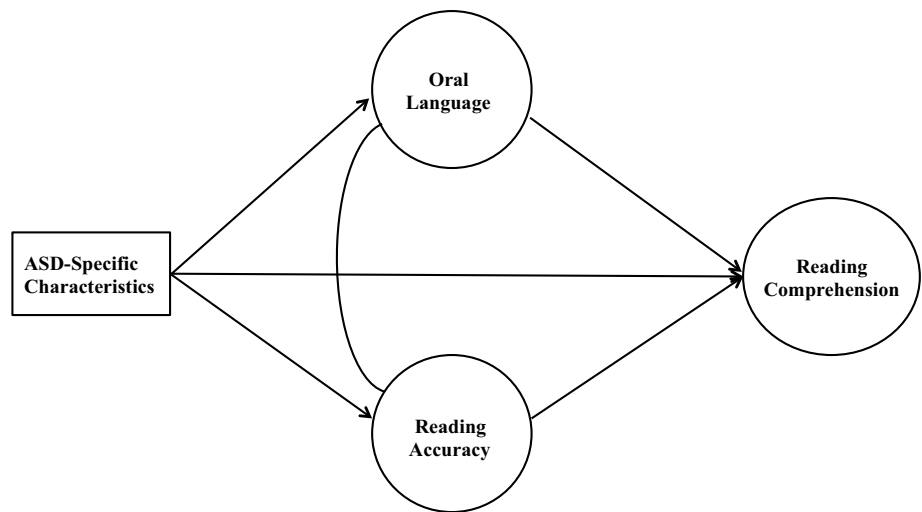 Oral
Language
ASD-Specific
Characteristics
Reading
Comprehension
Reading
Accuracy